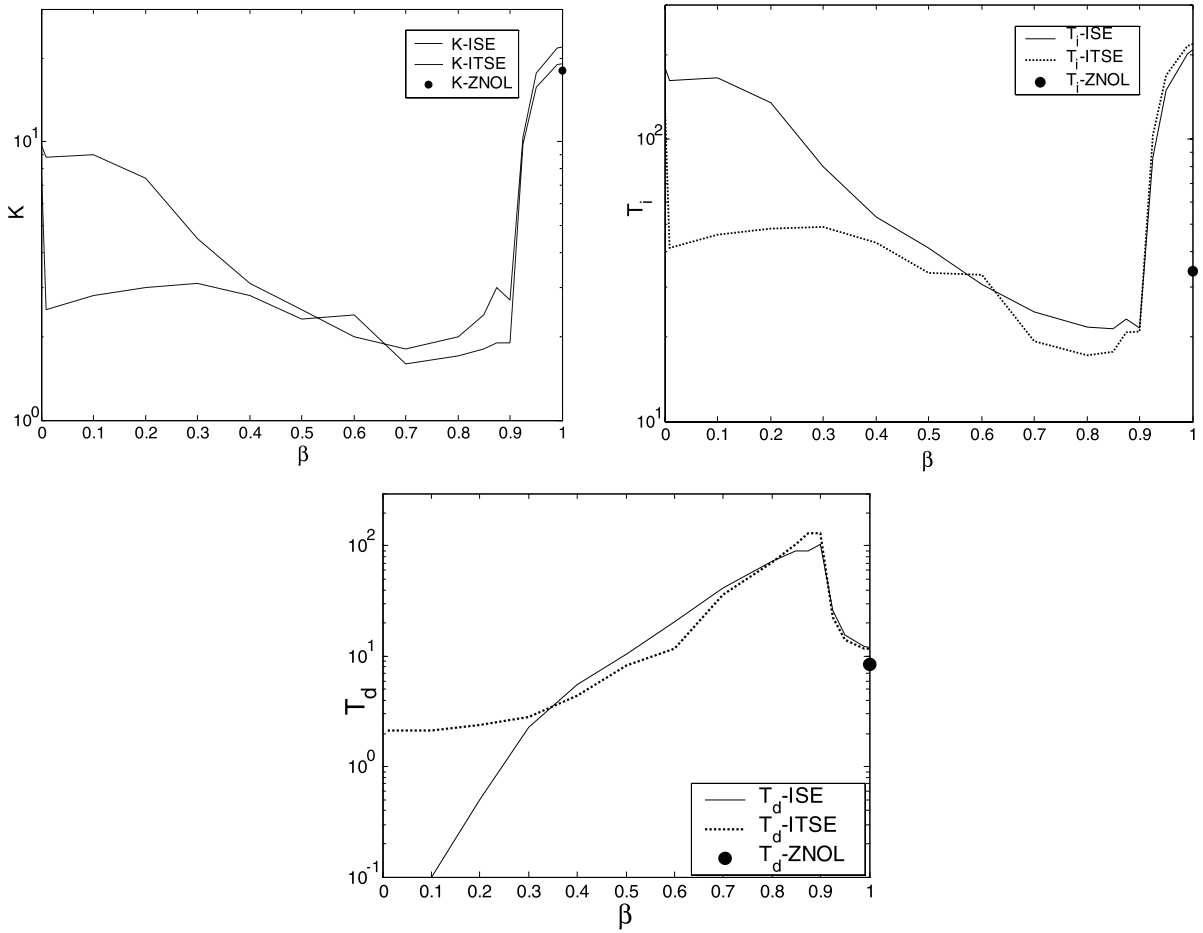 K-ISE
K-ITSE
K-ZNOL
10^1
10^0
K
0 0.1 0.2 0.3 0.4 0.5 0.6 0.7 0.8 0.9 1
β
T_i-ISE
T_i-ITSE
T_i-ZNOL
10^2
10^1
T_i
0 0.1 0.2 0.3 0.4 0.5 0.6 0.7 0.8 0.9 1
β
10^2
10^1
10^0
10^-1
T_d
T_d-ISE
T_d-ITSE
T_d-ZNOL
0 0.1 0.2 0.3 0.4 0.5 0.6 0.7 0.8 0.9 1
β